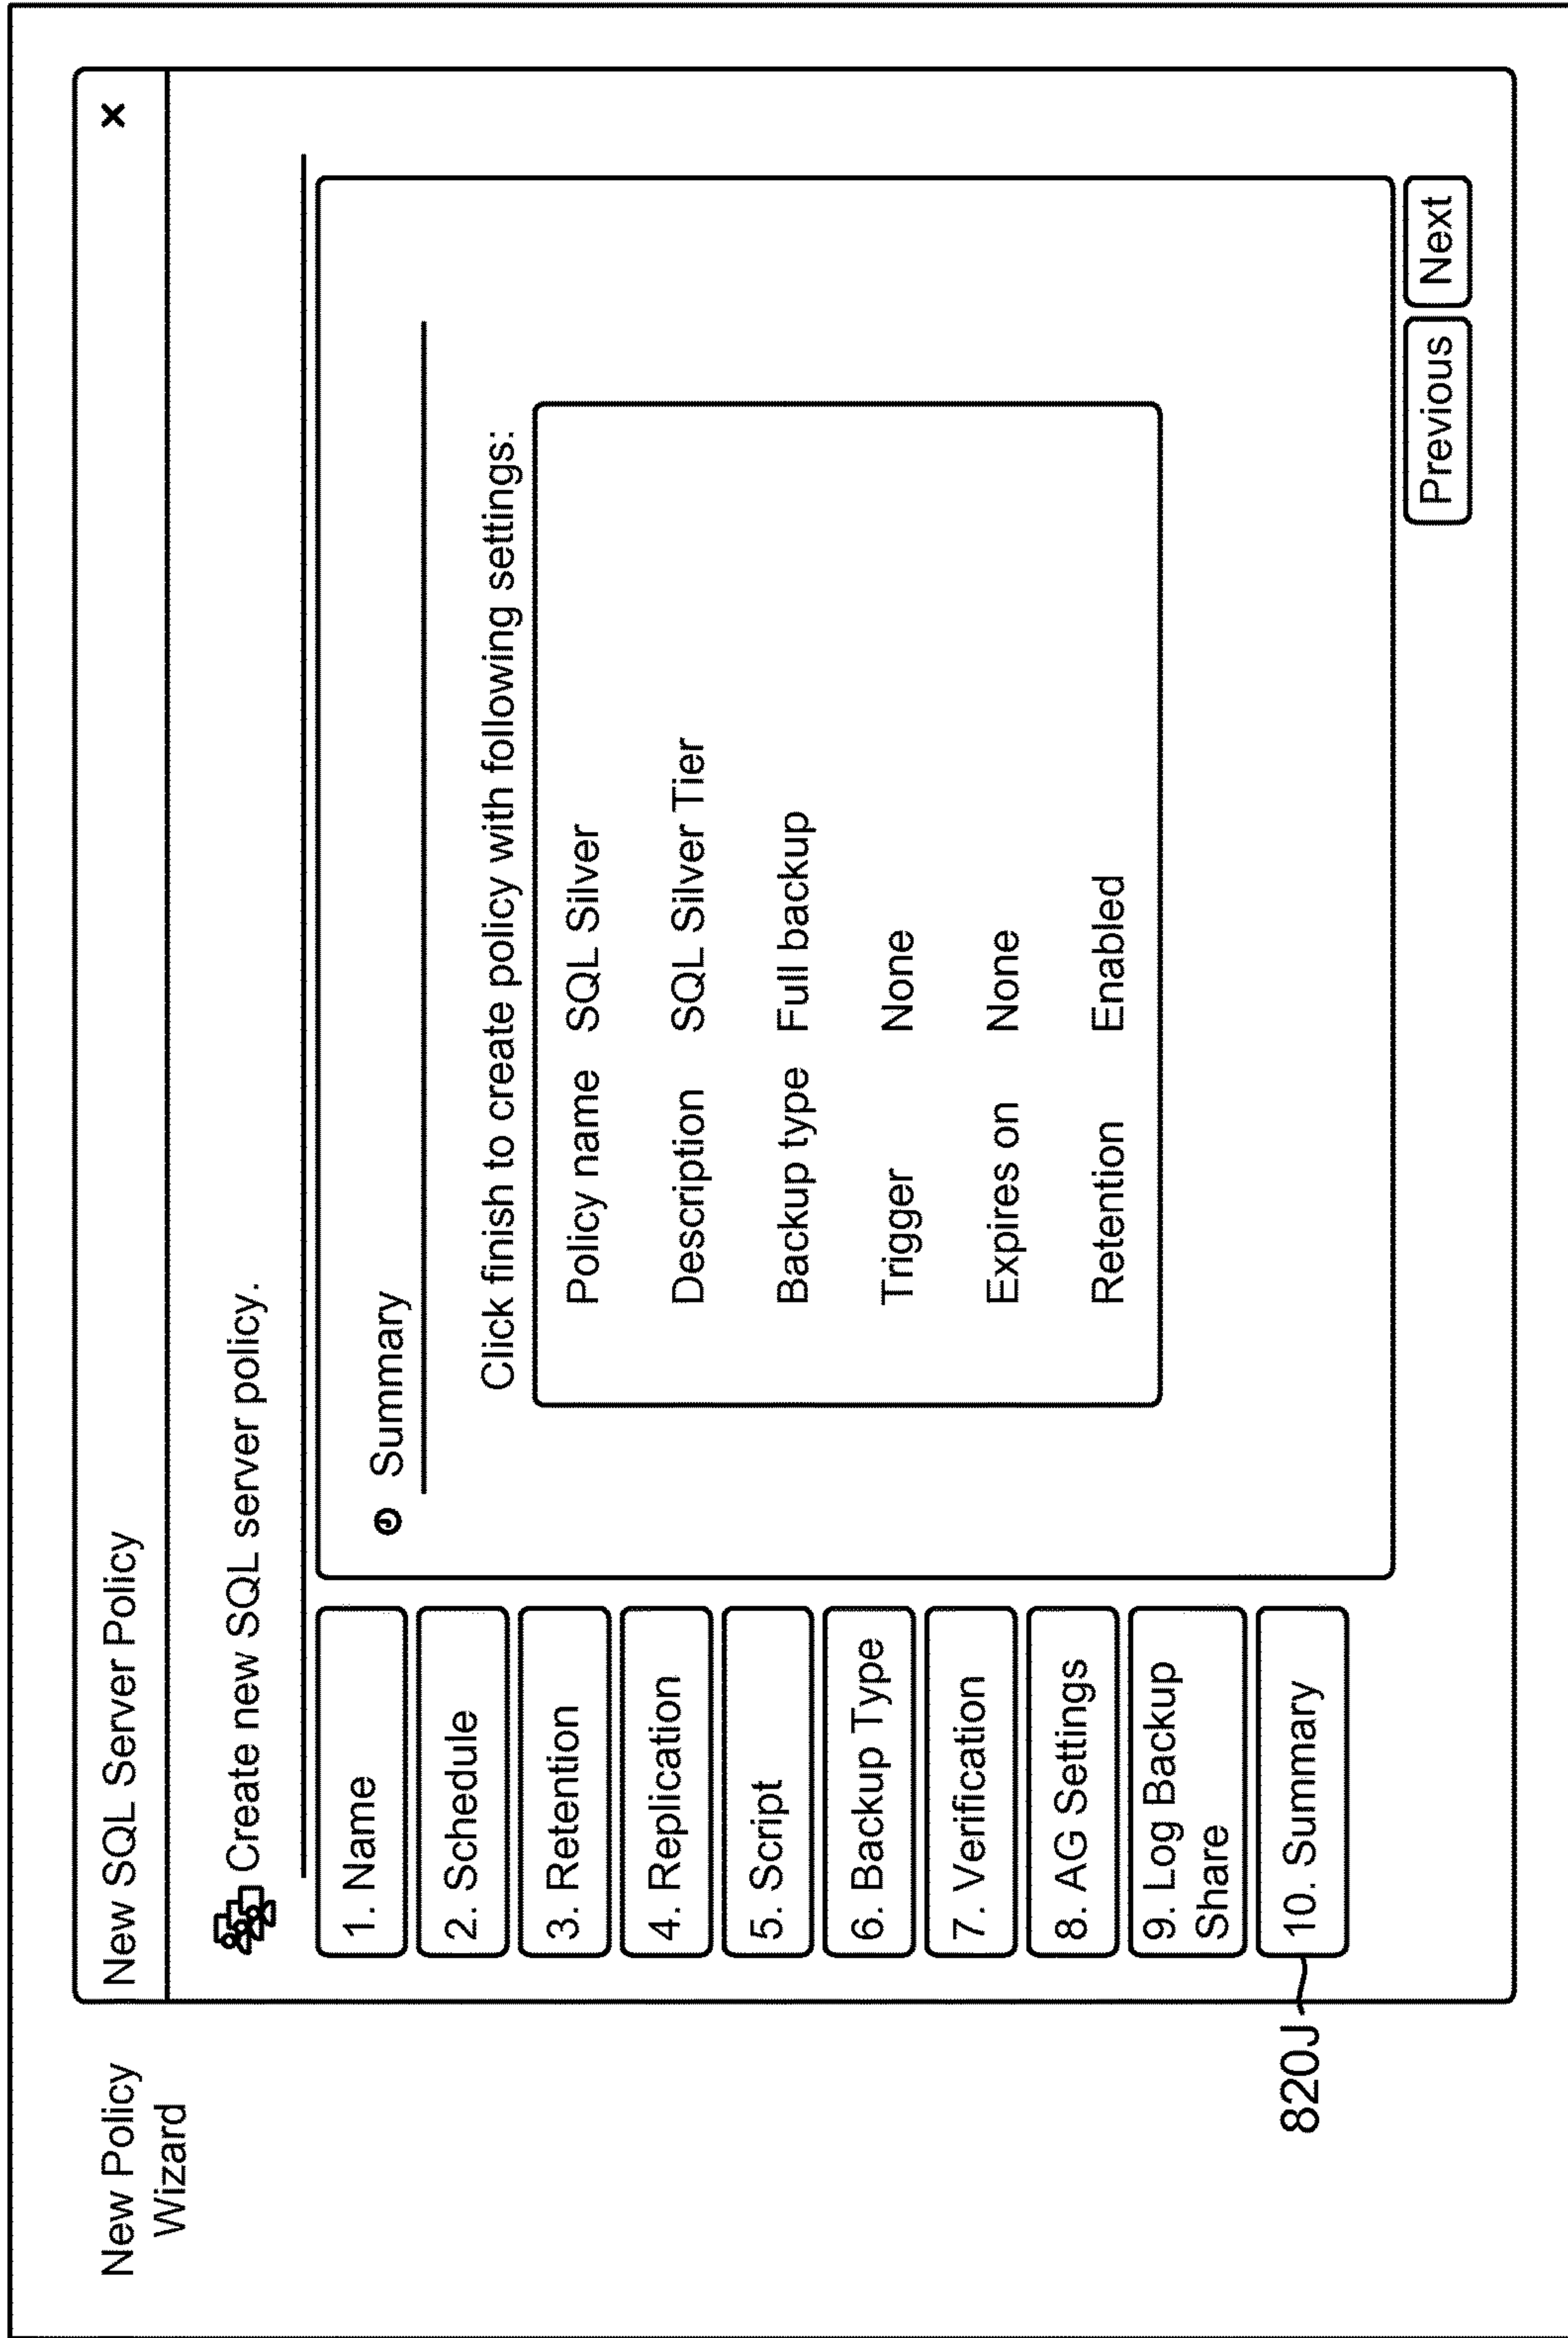 New Policy
Wizard
New SQL Server Policy
×
Create new SQL server policy.
1. Name
2. Schedule
3. Retention
4. Replication
5. Script
6. Backup Type
7. Verification
8. AG Settings
9. Log Backup
Share
10. Summary
820J
Summary
Click finish to create policy with following settings:
Policy name SQL Silver
Description SQL Silver Tier
Backup type Full backup
Trigger None
Expires on None
Retention Enabled
Previous Next